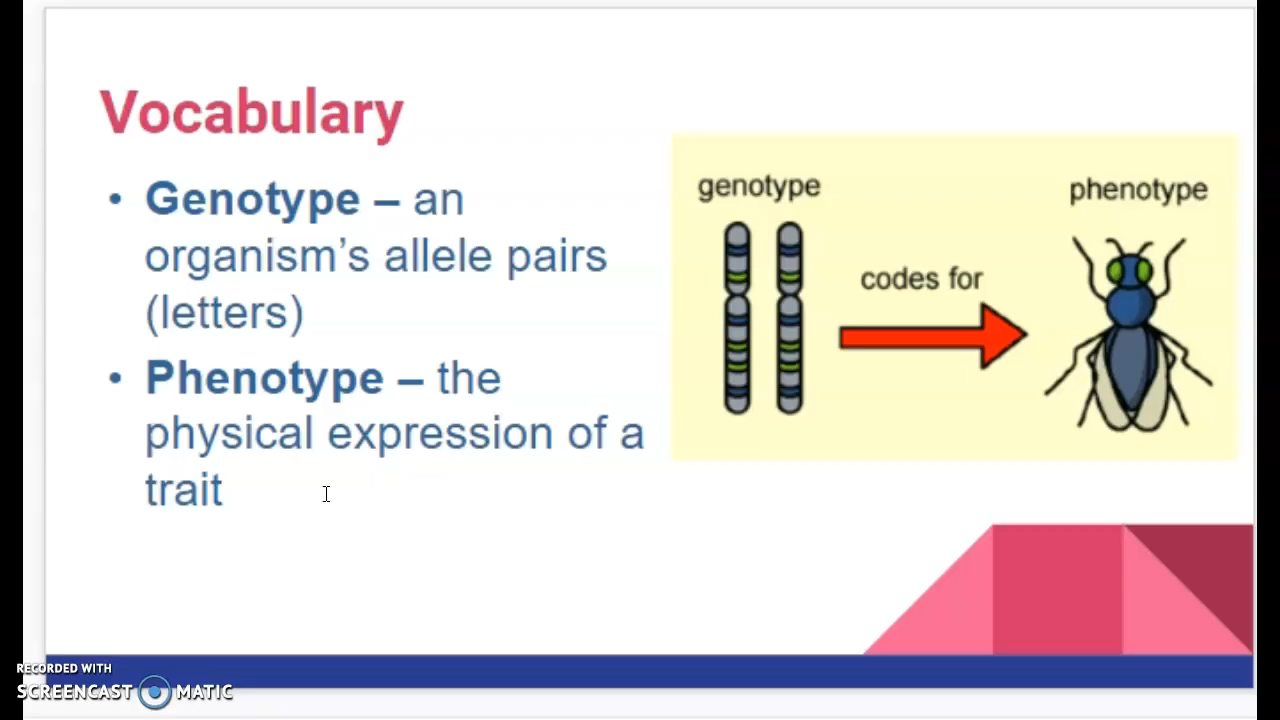 Vocabulary
• Genotype – an
organism's allele pairs
(letters)
• Phenotype – the
physical expression of a
trait
genotype
phenotype
codes for
RECORDED WITH
SCREENCAST MATIC